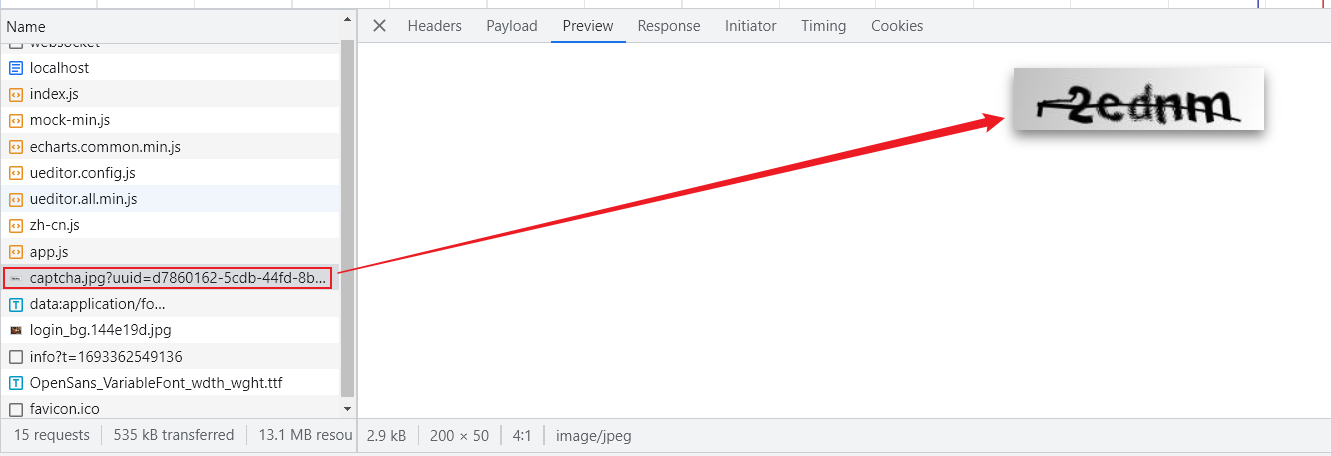 Name
websocket
localhost
index.js
mock-min.js
echarts.common.min.js
ueditor.config.js
ueditor.all.min.js
zh-cn.js
app.js
captcha.jpg?uuid=d7860162-5cdb-44fd-8b...
data:application/fo...
login_bg.144e19d.jpg
info?t=1693362549136
OpenSans_VariableFont_wdth_wght.ttf
favicon.ico
15 requests 535 kB transferred 13.1 MB resou
Headers Payload Preview Response Initiator Timing Cookies
2ednm
2.9 kB 200 × 50 4:1 image/jpeg